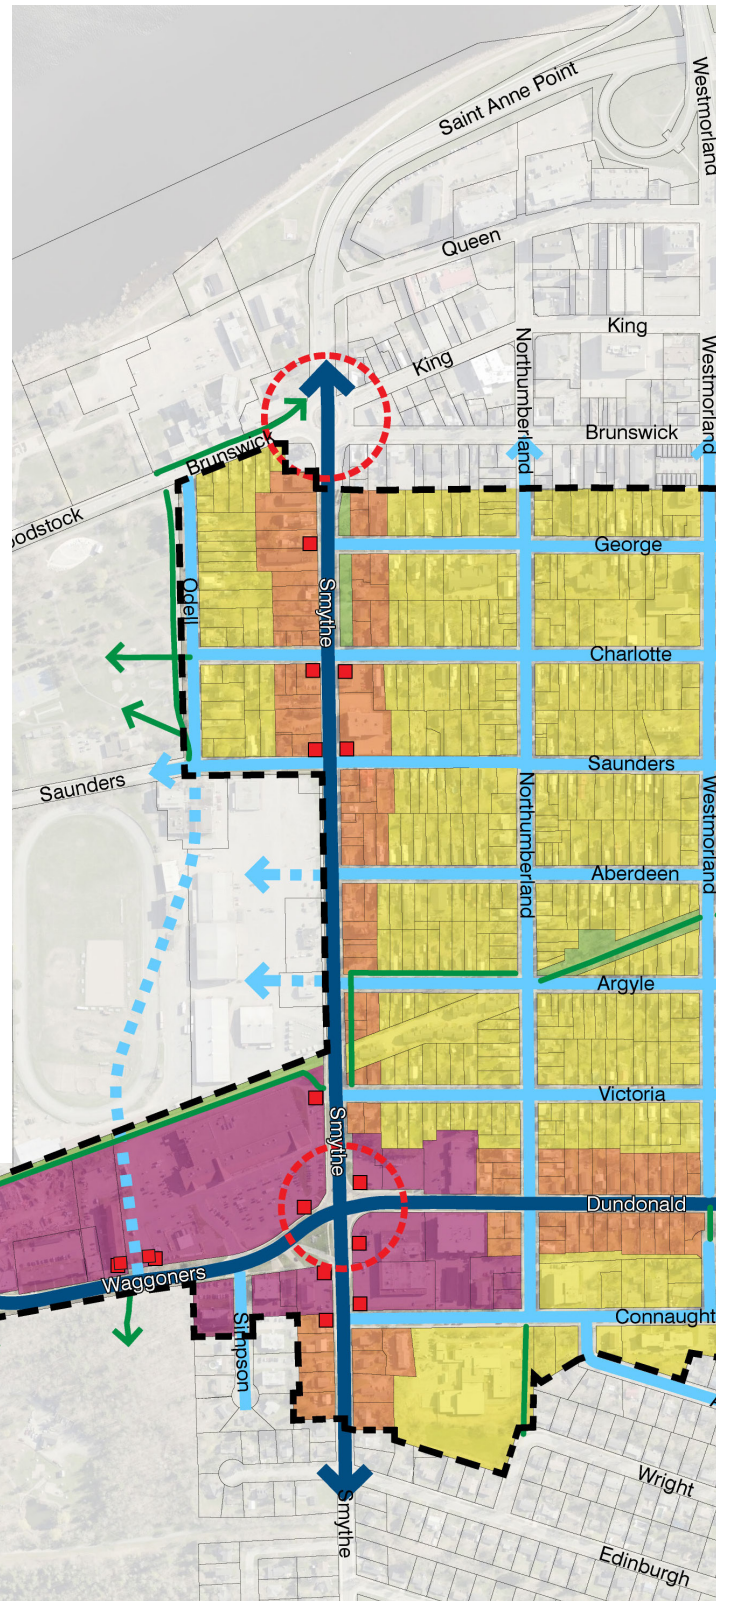 Saint Anne Point
Westmorland
Queen
King
King
Northumberland
Westmorland
Brunswick
Brunswick
oodstock
George
Odell
Smythe
Charlotte
Saunders
Saunders
Northumberland
Westmorland
Aberdeen
Argyle
Victoria
Smythe
Dundonald
Waggoners
Connaught
Simpson
Wright
Smythe
Edinburgh